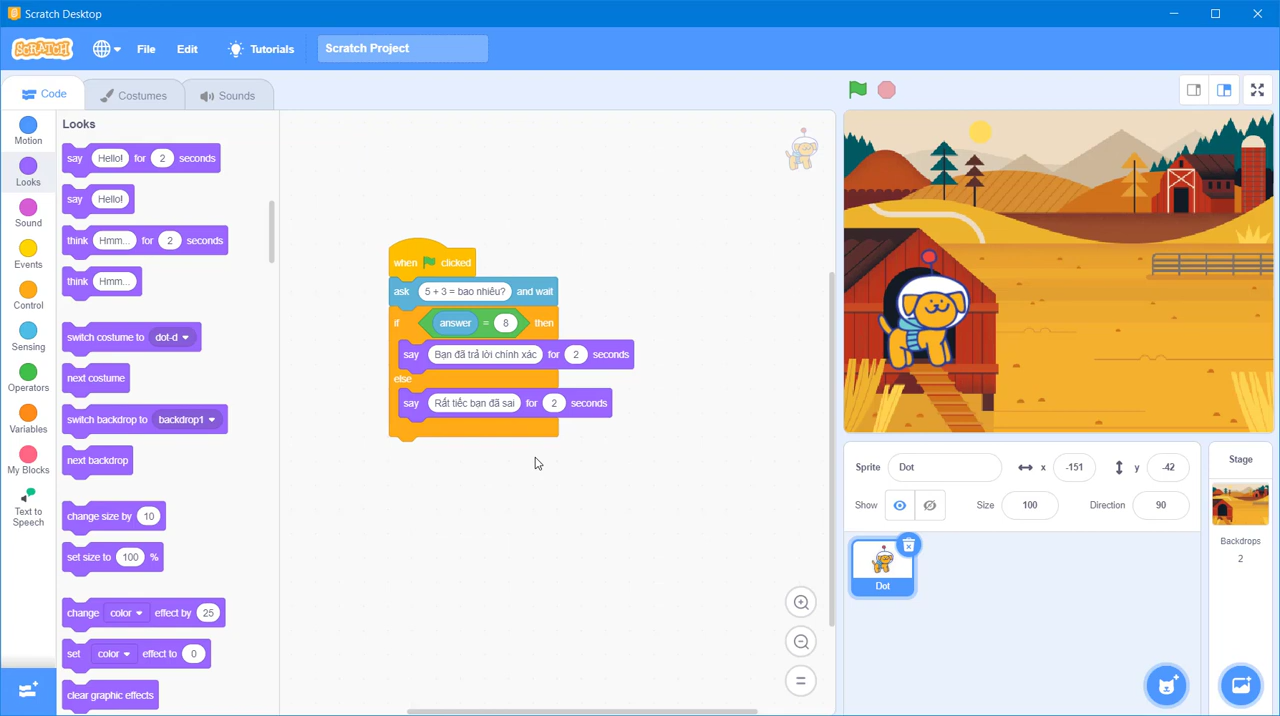 Scratch Desktop
SCRATCH
File Edit Tutorials Scratch Project
Code Costumes Sounds
Motion
Looks
Sound
Events
Control
Sensing
Operators
Variables
My Blocks
Text to
Speech
Looks
say Hello! for 2 seconds
say Hello!
think Hmm... for 2 seconds
think Hmm...
switch costume to dot-d
next costume
switch backdrop to backdrop1
next backdrop
change size by 10
set size to 100 %
change color effect by 25
set color effect to 0
clear graphic effects
when clicked
ask 5 + 3 = bao nhiêu? and wait
if answer = 8 then
say Bạn đã trả lời chính xác for 2 seconds
else
say Rất tiếc bạn đã sai for 2 seconds
Sprite Dot x -151 y -42
Show Size 100 Direction 90
Dot
Stage
Backdrops
2